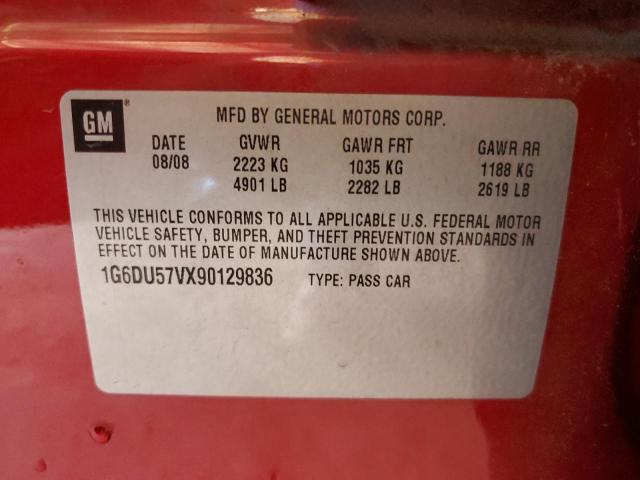 GM®
MFD BY GENERAL MOTORS CORP.
DATE GVWR GAWR FRT GAWR RR
08/08 2223 KG 1035 KG 1188 KG
4901 LB 2282 LB 2619 LB
THIS VEHICLE CONFORMS TO ALL APPLICABLE U.S. FEDERAL MOTOR
VEHICLE SAFETY, BUMPER, AND THEFT PREVENTION STANDARDS IN
EFFECT ON THE DATE OF MANUFACTURE SHOWN ABOVE.
1G6DU57VX90129836 TYPE: PASS CAR